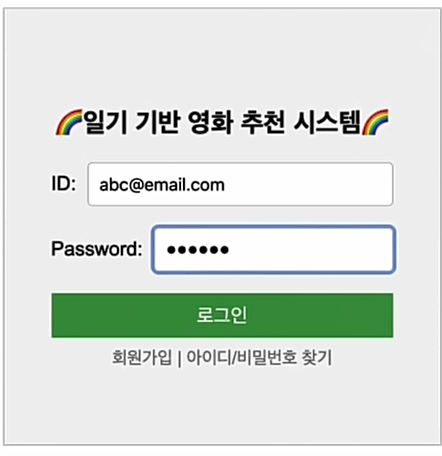 🌈일기 기반 영화 추천 시스템🌈
ID: abc@email.com
Password: ••••••
로그인
회원가입 | 아이디/비밀번호 찾기